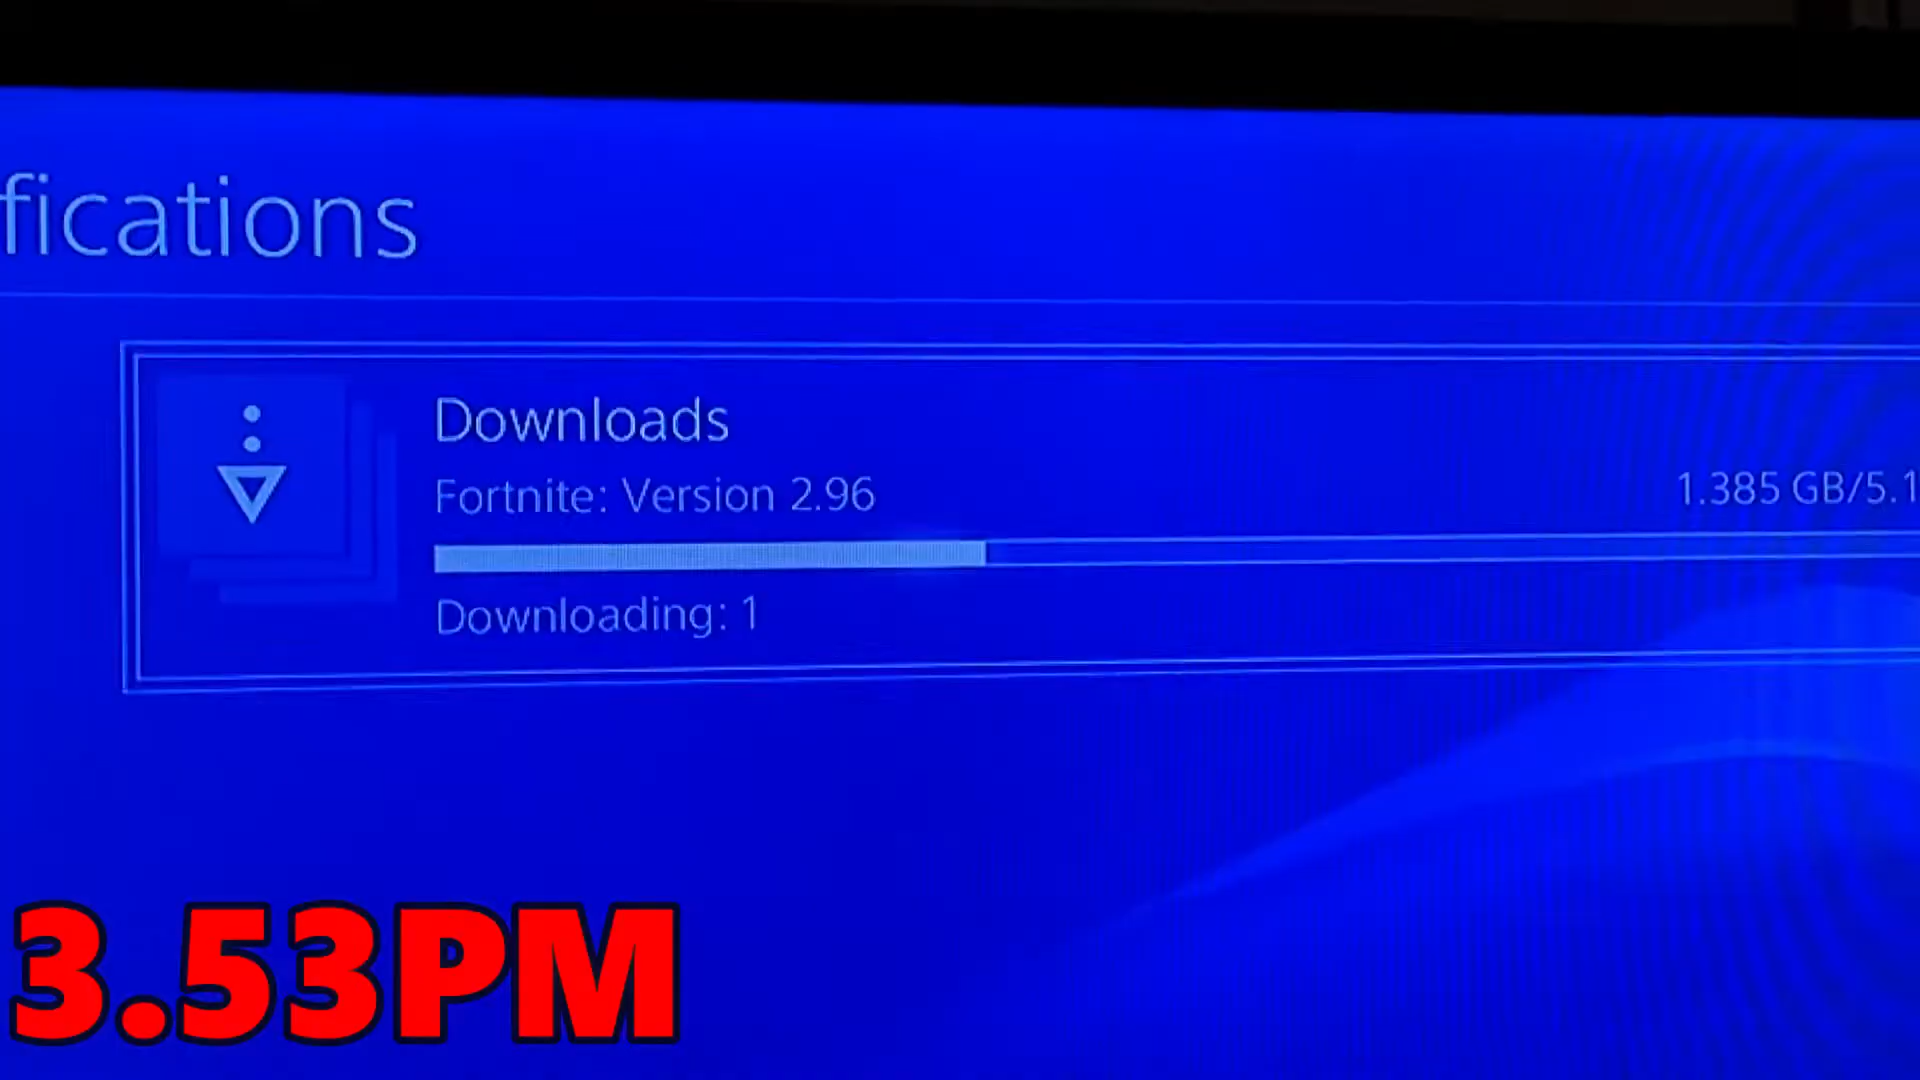 fications
Downloads
Fortnite: Version 2.96
1.385 GB/5.1
Downloading: 1
3.53PM